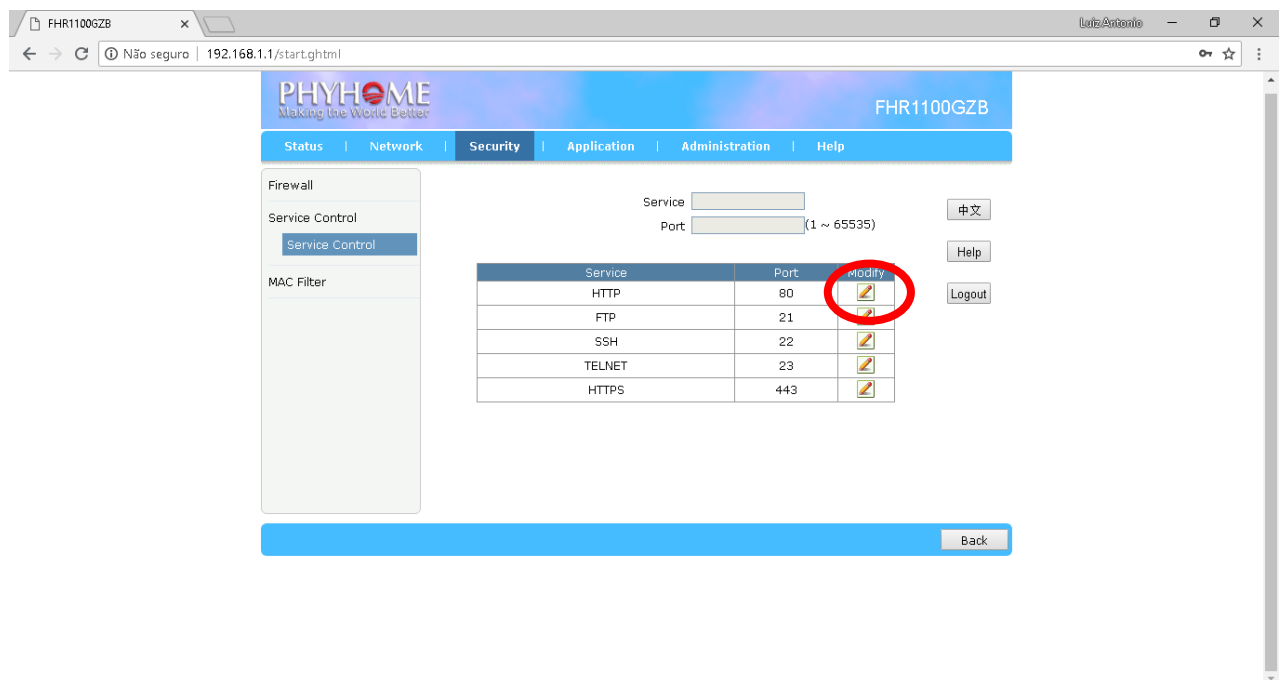 FHR1100GZB
Luiz Antonio
Não seguro | 192.168.1.1/start.ghtml
PHYHOME
Making the World Better
FHR1100GZB
Status | Network | Security | Application | Administration | Help
Firewall
Service Control
Service Control
MAC Filter
Service
Port (1 ~ 65535)
Service Port Modify
HTTP 80
FTP 21
SSH 22
TELNET 23
HTTPS 443
中文
Help
Logout
Back